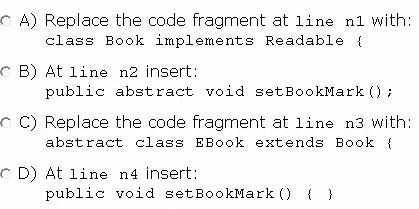 A) Replace the code fragment at line n1 with:
class Book implements Readable {
B) At line n2 insert:
public abstract void setBookMark();
C) Replace the code fragment at line n3 with:
abstract class EBook extends Book {
D) At line n4 insert:
public void setBookMark() { }